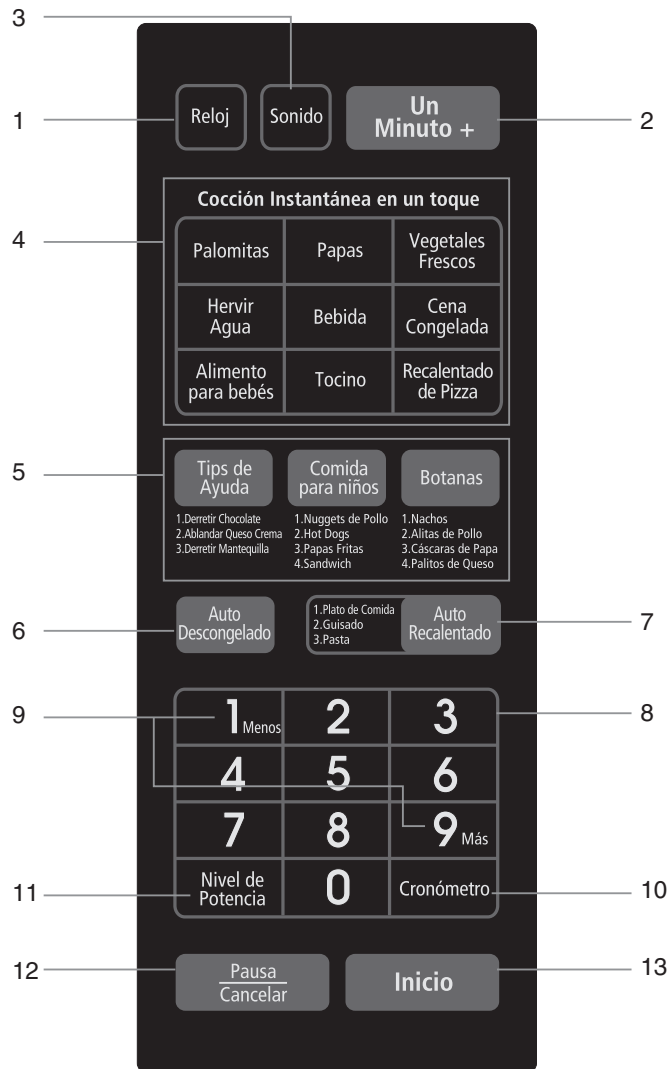 3
1
Reloj
Sonido
Un
Minuto +
2
4
Cocción Instantánea en un toque
Palomitas
Papas
Vegetales
Frescos
Hervir
Agua
Bebida
Cena
Congelada
Alimento
para bebés
Tocino
Recalentado
de Pizza
5
Tips de
Ayuda
1.Derretir Chocolate
2.Ablandar Queso Crema
3.Derretir Mantequilla
Comida
para niños
1.Nuggets de Pollo
2.Hot Dogs
3.Papas Fritas
4.Sandwich
Botanas
1.Nachos
2.Alitas de Pollo
3.Cáscaras de Papa
4.Palitos de Queso
6
Auto
Descongelado
1.Plato de Comida
2.Guisado
3.Pasta
Auto
Recalentado
7
9
1 Menos
2
3
8
4
5
6
7
8
9 Más
11
Nivel de
Potencia
0
Cronómetro
10
12
Pausa
Cancelar
Inicio
13